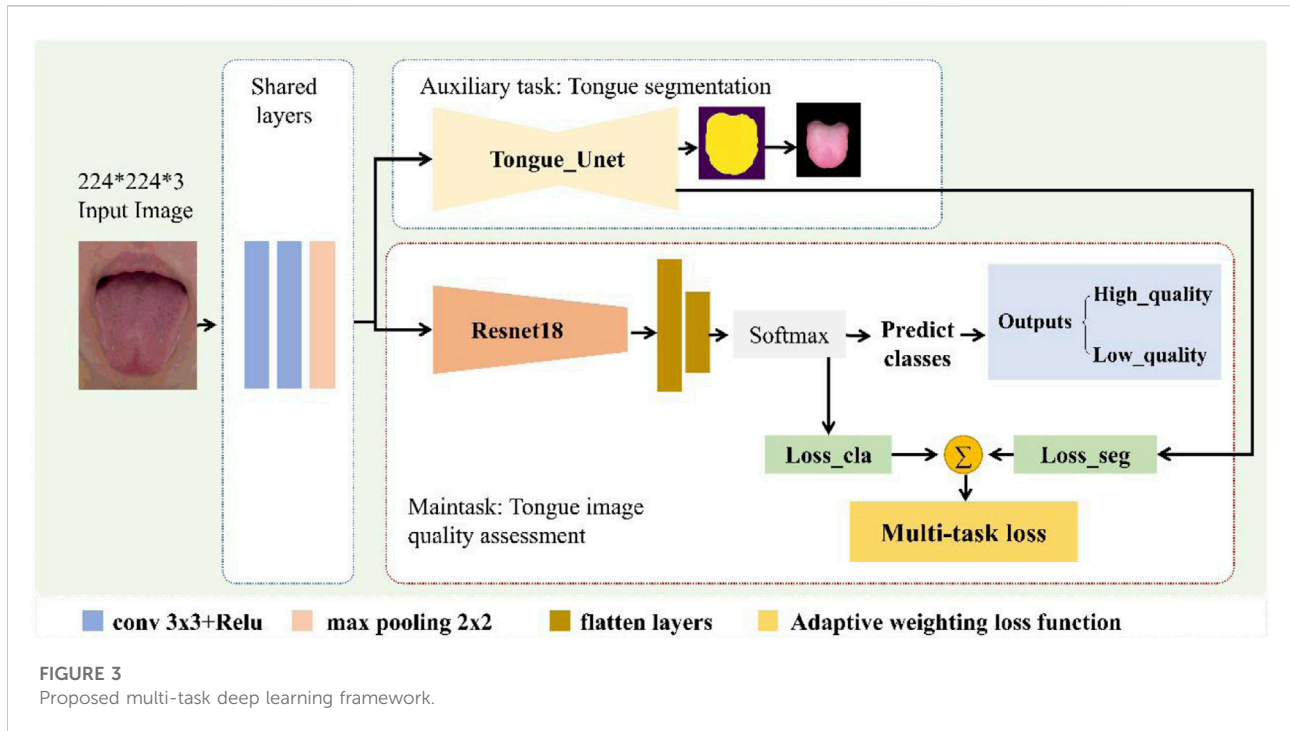 Shared
layers
Auxiliary task: Tongue segmentation
Tongue_Unet
224*224*3
Input Image
Resnet18
Softmax
Predict
classes
Outputs
High_quality
Low_quality
Loss_cla
Σ
Loss_seg
Maintask: Tongue image
quality assessment
Multi-task loss
conv 3x3+Relu
max pooling 2x2
flatten layers
Adaptive weighting loss function
FIGURE 3
Proposed multi-task deep learning framework.